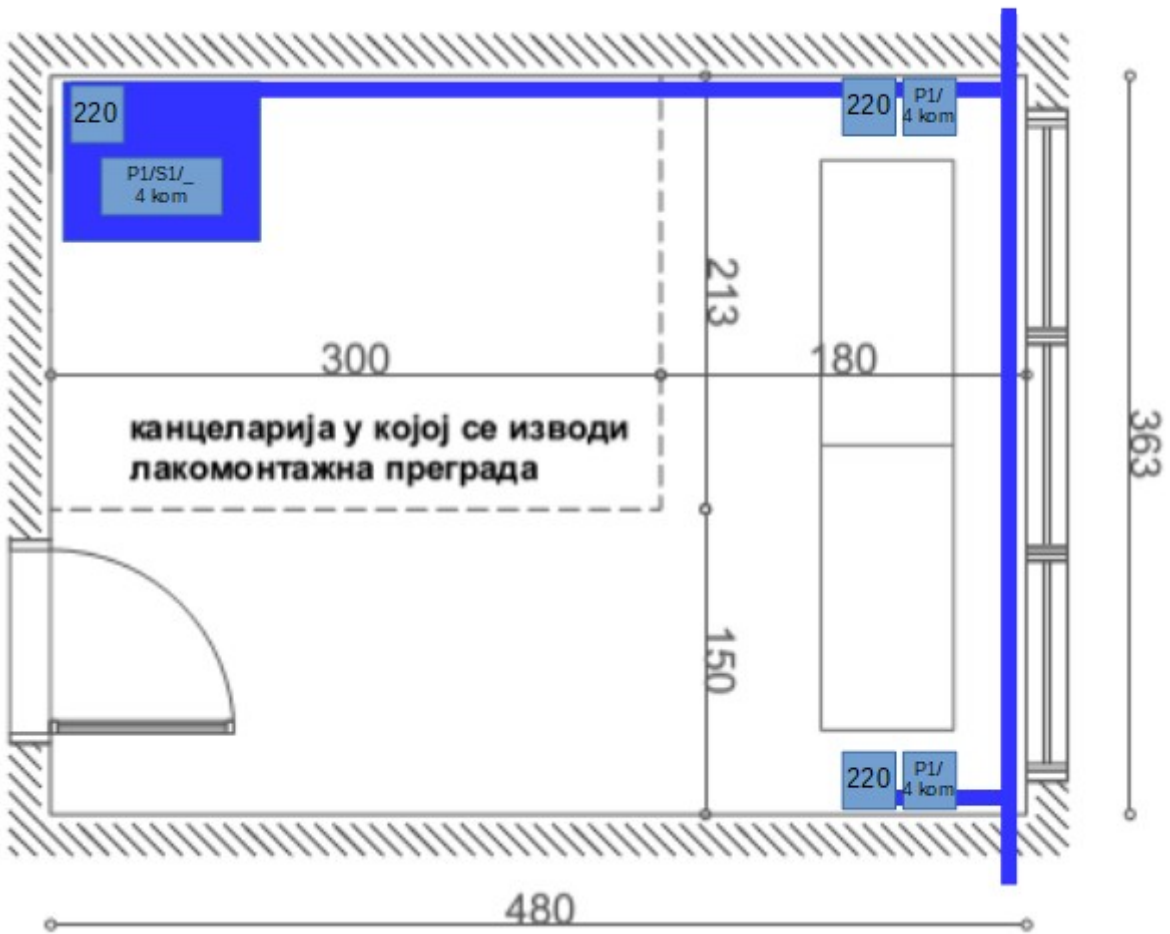 220
P1/S1/_
4 kom
220
P1/
4 kom
213
300
180
канцеларија у којој се изводи
лакомонтажна преграда
363
150
220
P1/
4 kom
480